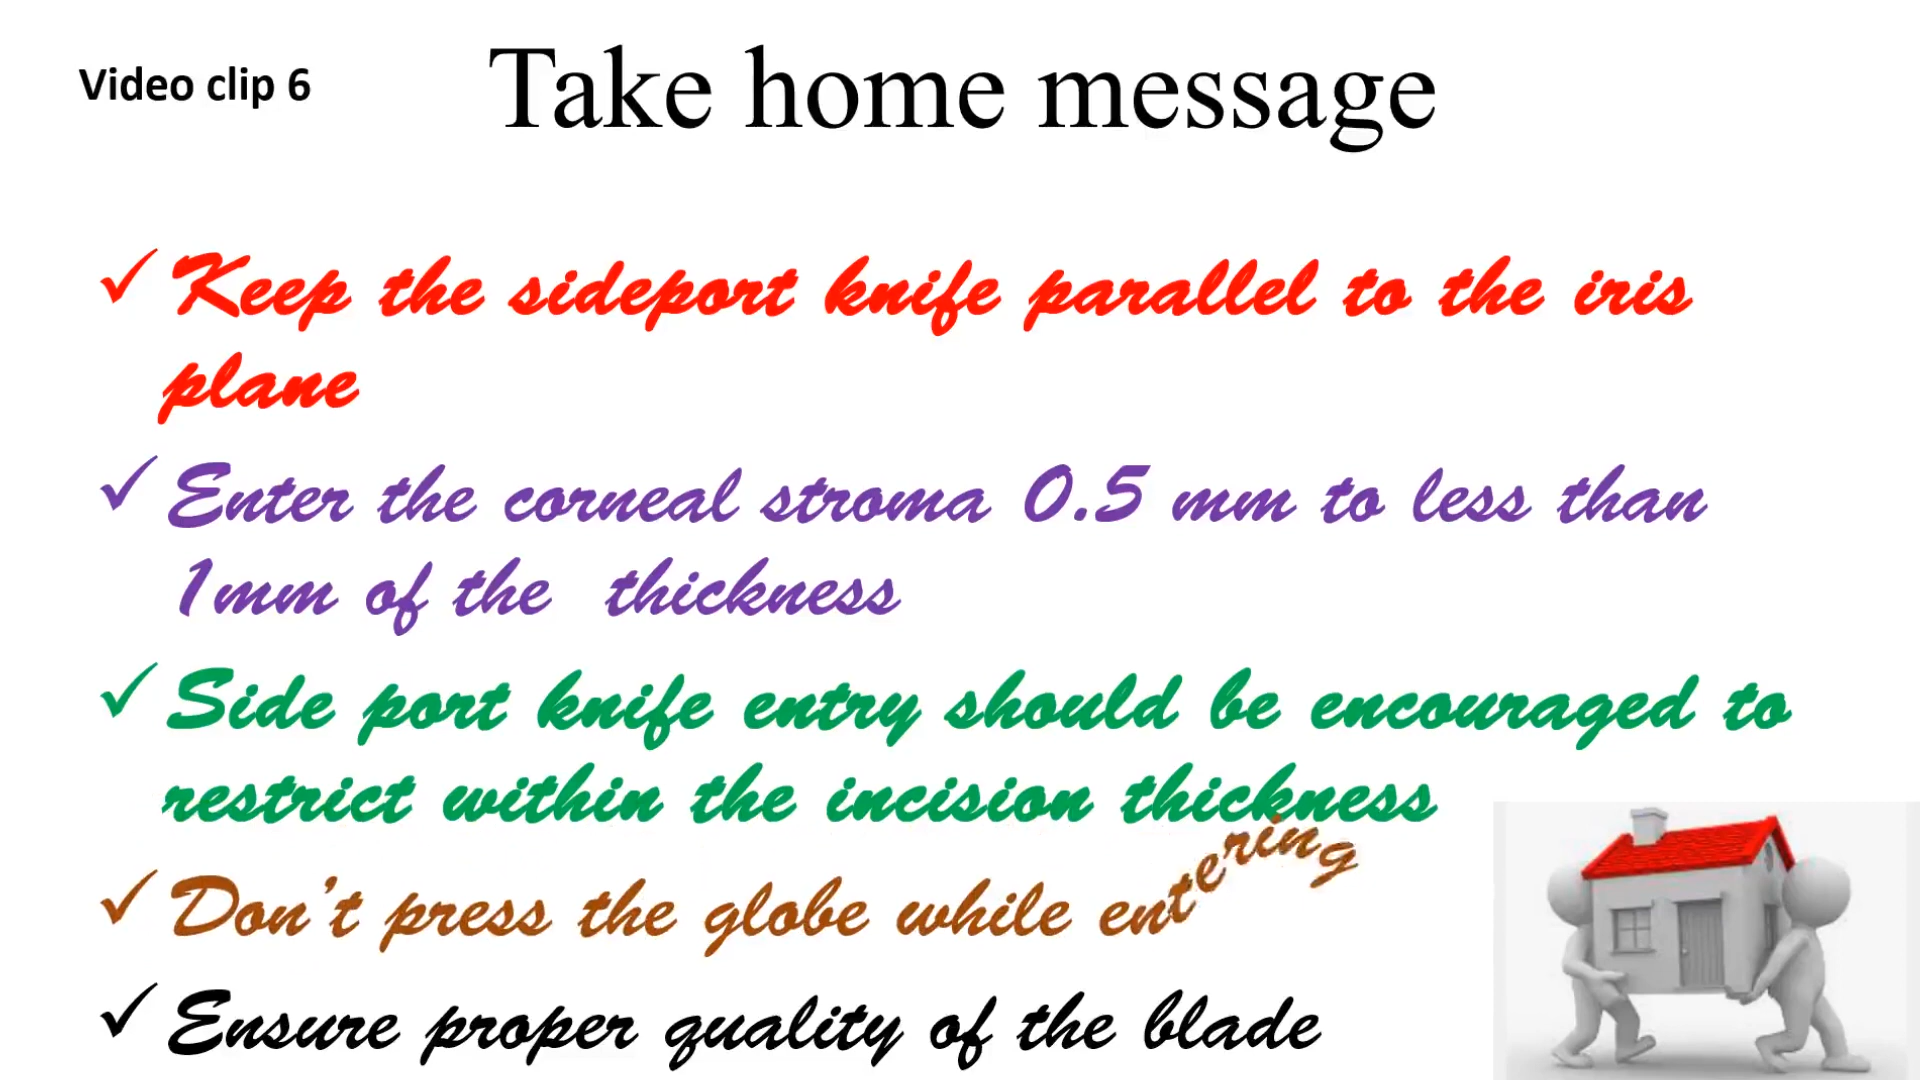 Video clip 6
Take home message
✓ Keep the sideport knife parallel to the iris
plane
✓ Enter the corneal stroma 0.5 mm to less than
1mm of the thickness
✓ Side port knife entry should be encouraged to
restrict within the incision thickness
✓ Don't press the globe while entering
✓ Ensure proper quality of the blade